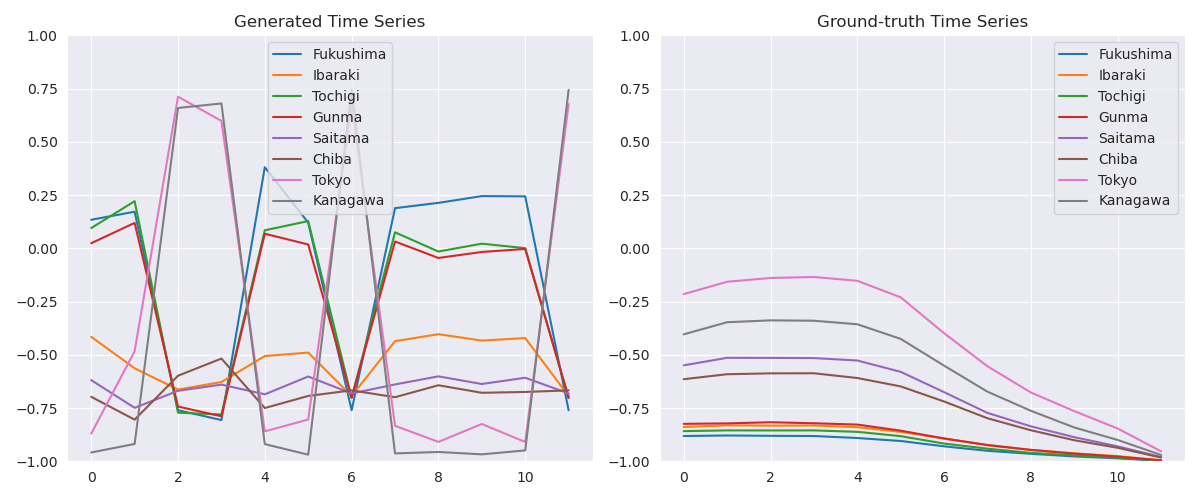 Generated Time Series
1.00
0.75
0.50
0.25
0.00
−0.25
−0.50
−0.75
−1.00
0 2 4 6 8 10
Fukushima
Ibaraki
Tochigi
Gunma
Saitama
Chiba
Tokyo
Kanagawa
Ground-truth Time Series
1.00
0.75
0.50
0.25
0.00
−0.25
−0.50
−0.75
−1.00
0 2 4 6 8 10
Fukushima
Ibaraki
Tochigi
Gunma
Saitama
Chiba
Tokyo
Kanagawa